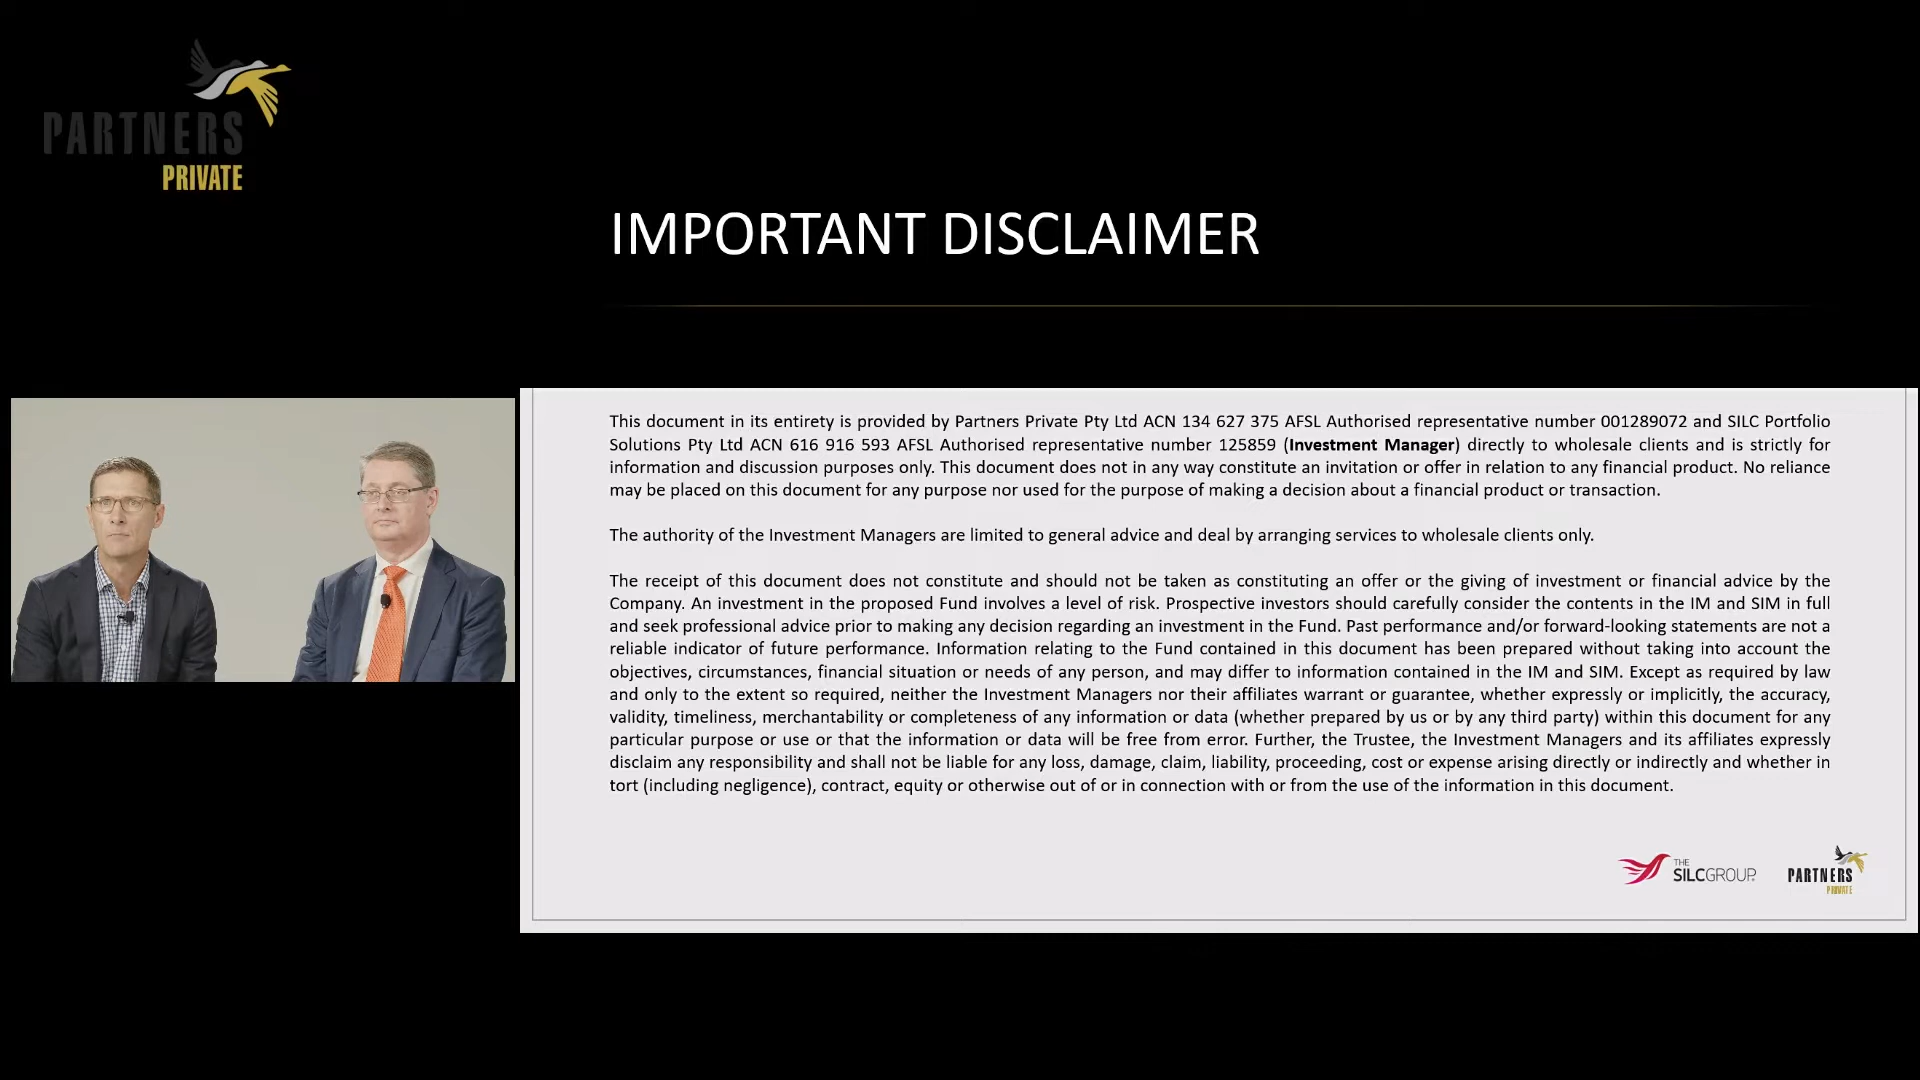 PARTNERS
PRIVATE
IMPORTANT DISCLAIMER
This document in its entirety is provided by Partners Private Pty Ltd ACN 134 627 375 AFSL Authorised representative number 001289072 and SILC Portfolio
Solutions Pty Ltd ACN 616 916 593 AFSL Authorised representative number 125859 (Investment Manager) directly to wholesale clients and is strictly for
information and discussion purposes only. This document does not in any way constitute an invitation or offer in relation to any financial product. No reliance
may be placed on this document for any purpose nor used for the purpose of making a decision about a financial product or transaction.
The authority of the Investment Managers are limited to general advice and deal by arranging services to wholesale clients only.
The receipt of this document does not constitute and should not be taken as constituting an offer or the giving of investment or financial advice by the
Company. An investment in the proposed Fund involves a level of risk. Prospective investors should carefully consider the contents in the IM and SIM in full
and seek professional advice prior to making any decision regarding an investment in the Fund. Past performance and/or forward-looking statements are not a
reliable indicator of future performance. Information relating to the Fund contained in this document has been prepared without taking into account the
objectives, circumstances, financial situation or needs of any person, and may differ to information contained in the IM and SIM. Except as required by law
and only to the extent so required, neither the Investment Managers nor their affiliates warrant or guarantee, whether expressly or implicitly, the accuracy,
validity, timeliness, merchantability or completeness of any information or data (whether prepared by us or by any third party) within this document for any
particular purpose or use or that the information or data will be free from error. Further, the Trustee, the Investment Managers and its affiliates expressly
disclaim any responsibility and shall not be liable for any loss, damage, claim, liability, proceeding, cost or expense arising directly or indirectly and whether in
tort (including negligence), contract, equity or otherwise out of or in connection with or from the use of the information in this document.
THE
SILCGROUP
PARTNERS
PRIVATE